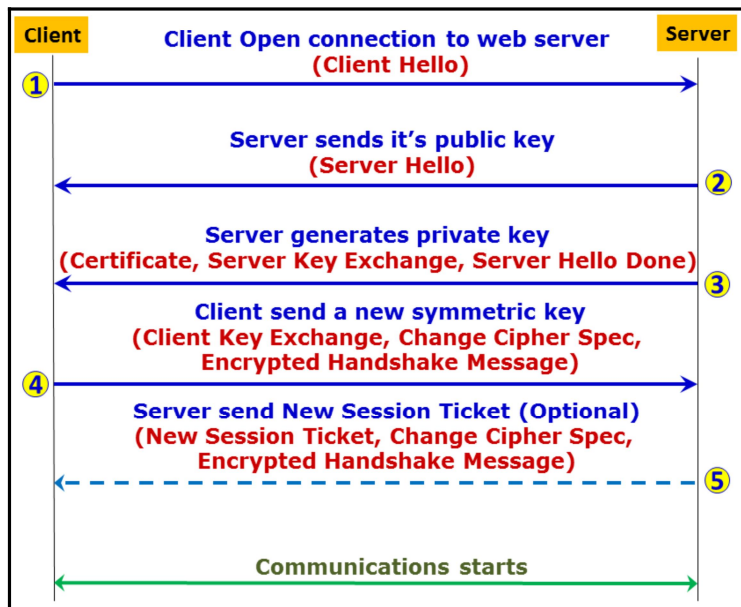 Client
Server
Client Open connection to web server
(Client Hello)
1
Server sends it's public key
(Server Hello)
2
Server generates private key
(Certificate, Server Key Exchange, Server Hello Done)
3
Client send a new symmetric key
(Client Key Exchange, Change Cipher Spec,
Encrypted Handshake Message)
4
Server send New Session Ticket (Optional)
(New Session Ticket, Change Cipher Spec,
Encrypted Handshake Message)
5
Communications starts